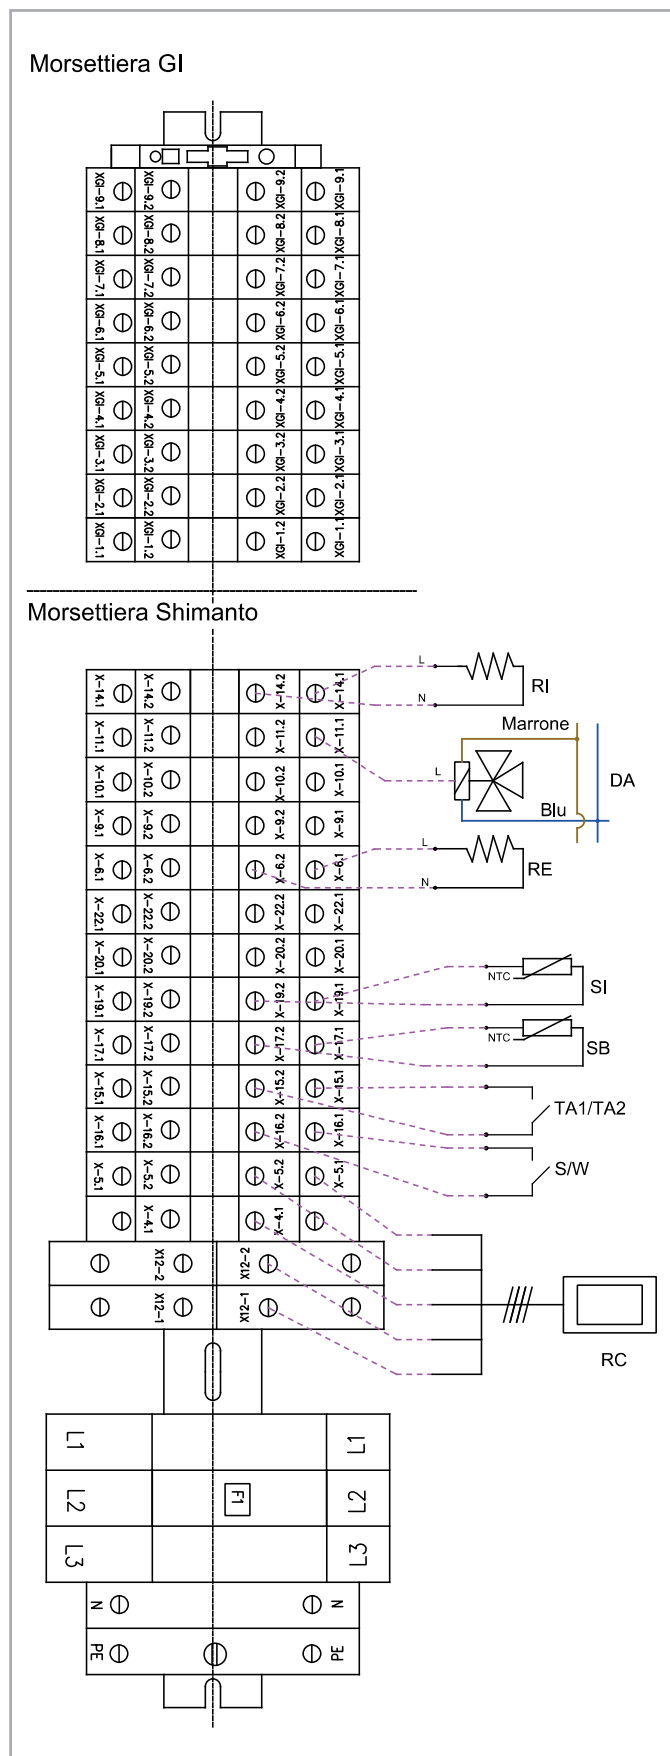 Morsettiera GI
XGI-9.1 XGI-9.2 XGI-9.2 XGI-9.1
XGI-8.1 XGI-8.2 XGI-8.2 XGI-8.1
XGI-7.1 XGI-7.2 XGI-7.2 XGI-7.1
XGI-6.1 XGI-6.2 XGI-6.2 XGI-6.1
XGI-5.1 XGI-5.2 XGI-5.2 XGI-5.1
XGI-4.1 XGI-4.2 XGI-4.2 XGI-4.1
XGI-3.1 XGI-3.2 XGI-3.2 XGI-3.1
XGI-2.1 XGI-2.2 XGI-2.2 XGI-2.1
XGI-1.1 XGI-1.2 XGI-1.2 XGI-1.1
Morsettiera Shimanto
X-14.1 X-14.2 X-14.2 X-14.1
L
N
RI
X-11.1 X-11.2 X-11.2 X-11.1
Marrone
L
DA
Blu
X-10.1 X-10.2 X-10.2 X-10.1
X-9.1 X-9.2 X-9.2 X-9.1
X-6.1 X-6.2 X-6.2 X-6.1
L
N
RE
X-22.1 X-22.2 X-22.2 X-22.1
X-20.1 X-20.2 X-20.2 X-20.1
X-19.1 X-19.2 X-19.2 X-19.1
NTC
SI
X-17.1 X-17.2 X-17.2 X-17.1
NTC
SB
X-15.1 X-15.2 X-15.2 X-15.1
TA1/TA2
X-16.1 X-16.2 X-16.2 X-16.1
S/W
X-5.1 X-5.2 X-5.2 X-5.1
X-4.1 X-4.1
X12-2 X12-2
X12-1 X12-1
RC
L1 L1
L2 F1 L2
L3 L3
N N
PE PE